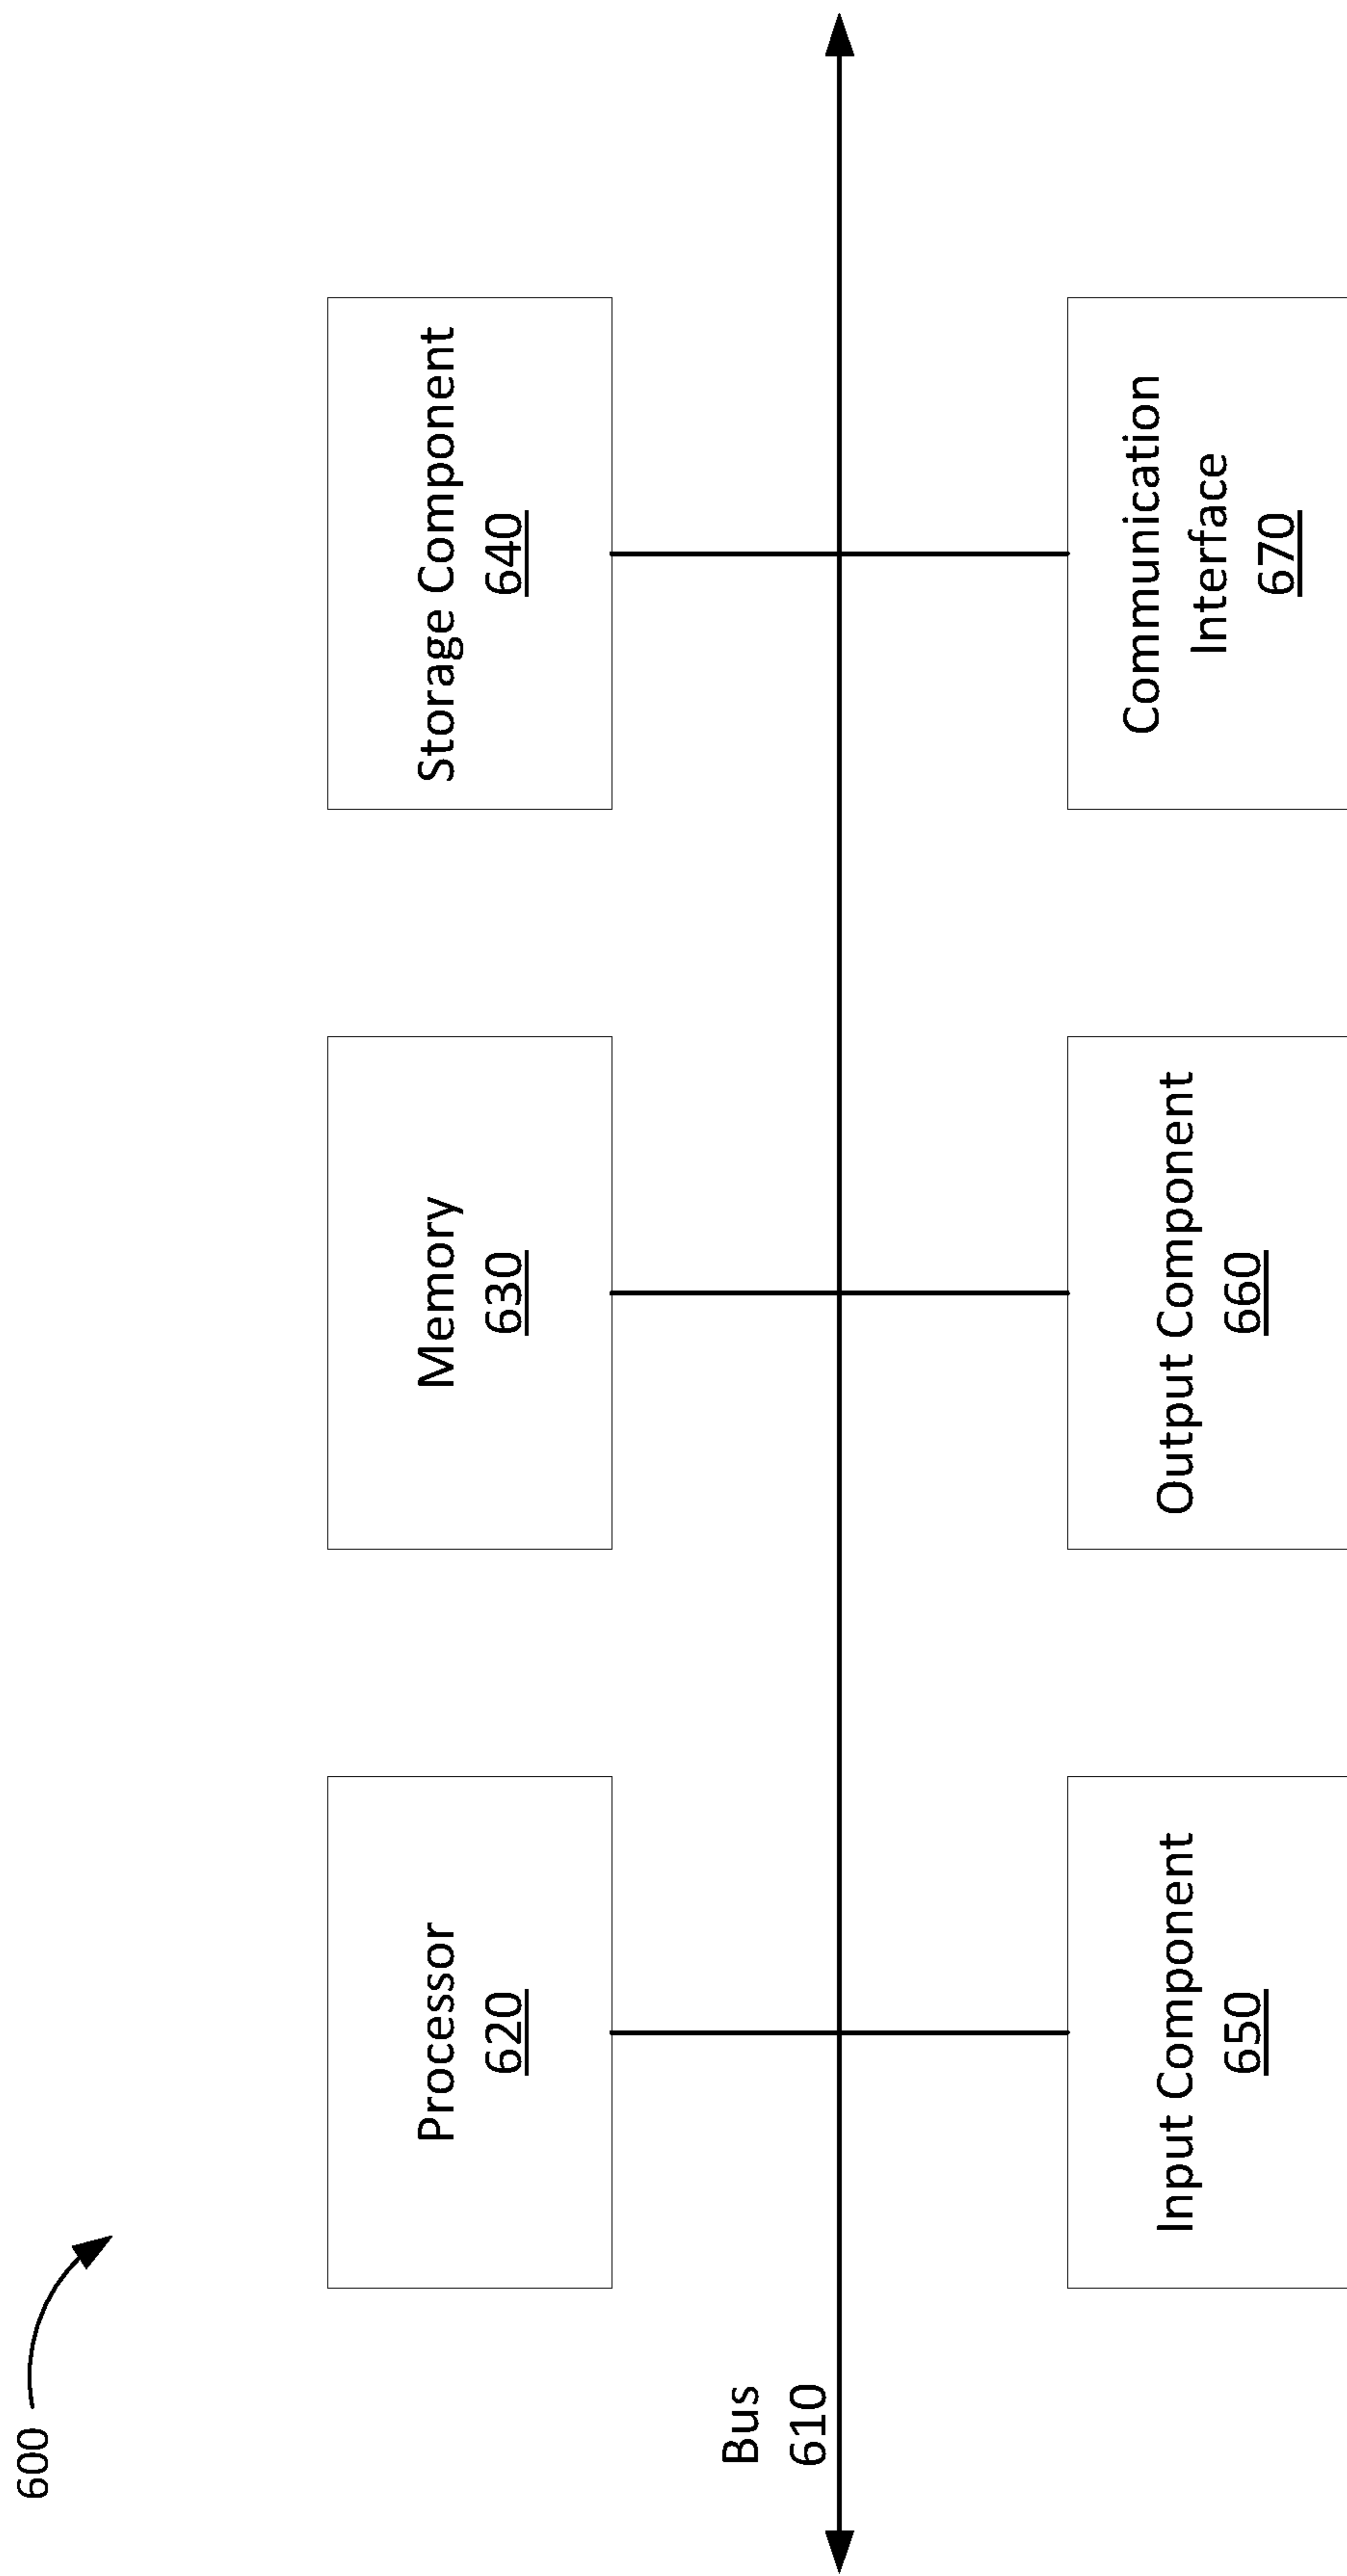 600
Processor
620
Memory
630
Storage Component
640
Bus
610
Input Component
650
Output Component
660
Communication
Interface
670